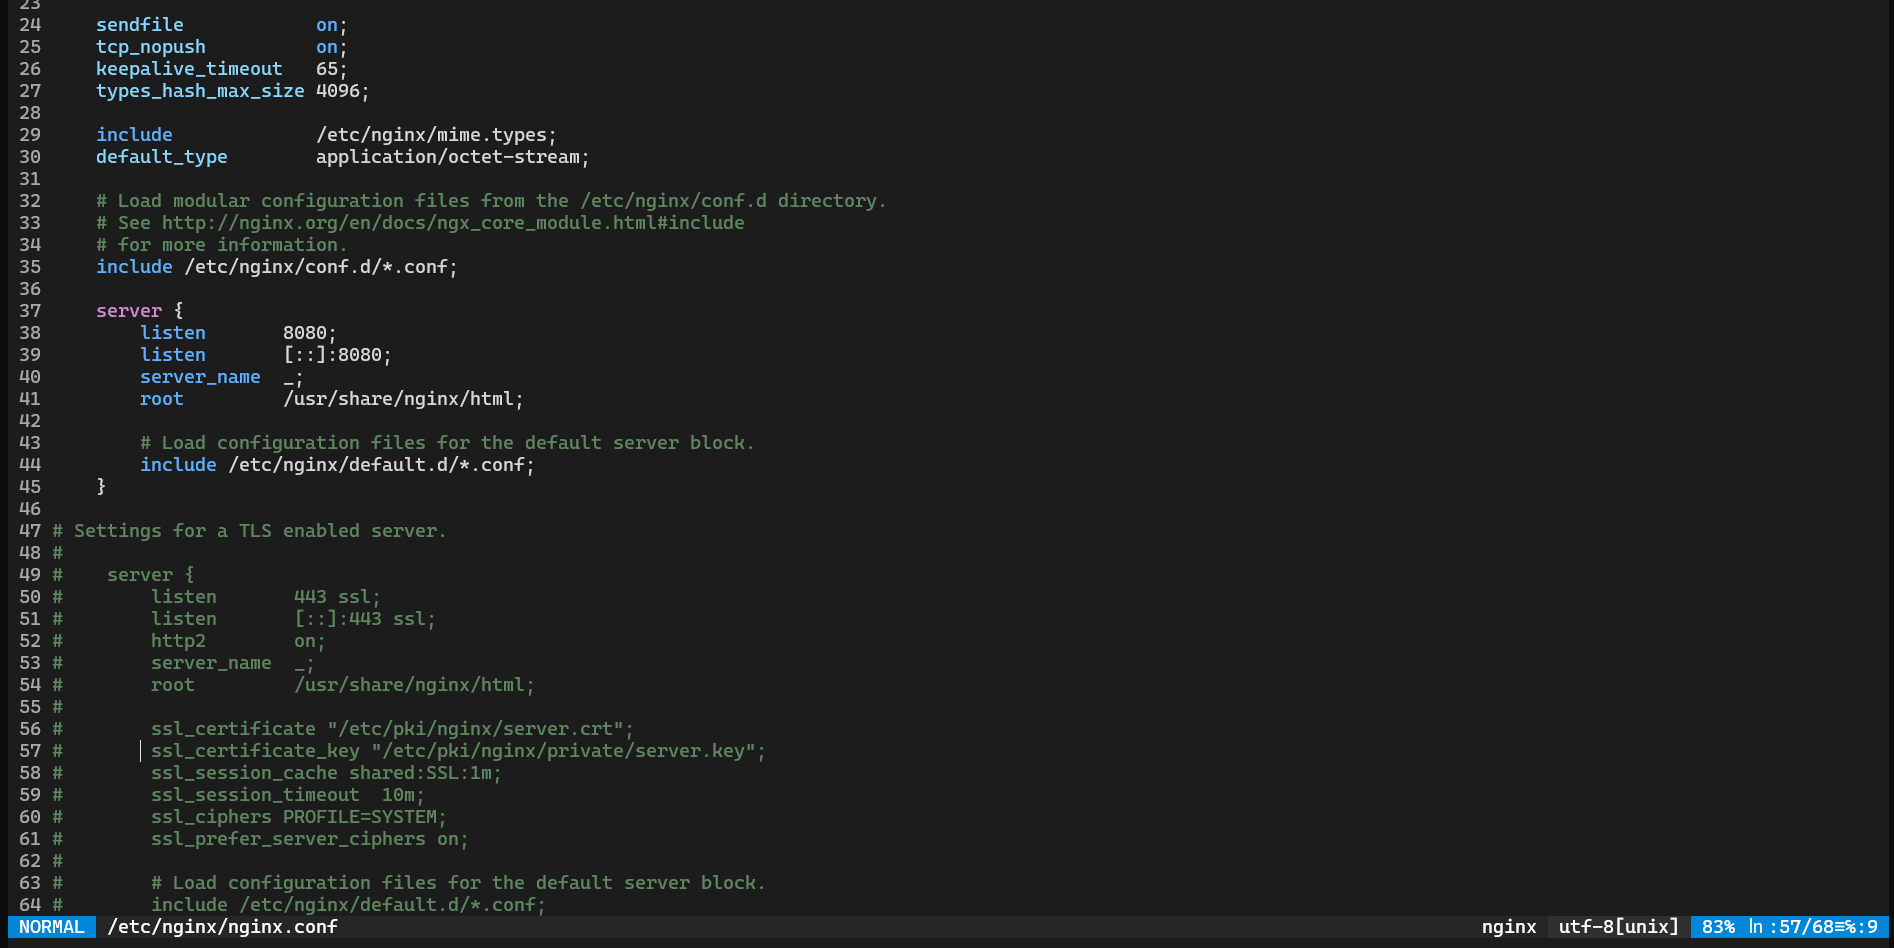 23
24     sendfile            on;
25     tcp_nopush          on;
26     keepalive_timeout   65;
27     types_hash_max_size 4096;
28
29     include             /etc/nginx/mime.types;
30     default_type        application/octet-stream;
31
32     # Load modular configuration files from the /etc/nginx/conf.d directory.
33     # See http://nginx.org/en/docs/ngx_core_module.html#include
34     # for more information.
35     include /etc/nginx/conf.d/*.conf;
36
37     server {
38         listen       8080;
39         listen       [::]:8080;
40         server_name  _;
41         root         /usr/share/nginx/html;
42
43         # Load configuration files for the default server block.
44         include /etc/nginx/default.d/*.conf;
45     }
46
47 # Settings for a TLS enabled server.
48 #
49 #    server {
50 #        listen       443 ssl;
51 #        listen       [::]:443 ssl;
52 #        http2        on;
53 #        server_name  _;
54 #        root         /usr/share/nginx/html;
55 #
56 #        ssl_certificate "/etc/pki/nginx/server.crt";
57 #        ssl_certificate_key "/etc/pki/nginx/private/server.key";
58 #        ssl_session_cache shared:SSL:1m;
59 #        ssl_session_timeout  10m;
60 #        ssl_ciphers PROFILE=SYSTEM;
61 #        ssl_prefer_server_ciphers on;
62 #
63 #        # Load configuration files for the default server block.
64 #        include /etc/nginx/default.d/*.conf;
NORMAL  /etc/nginx/nginx.conf  nginx  utf-8[unix]  83% ㏑:57/68≡℅:9